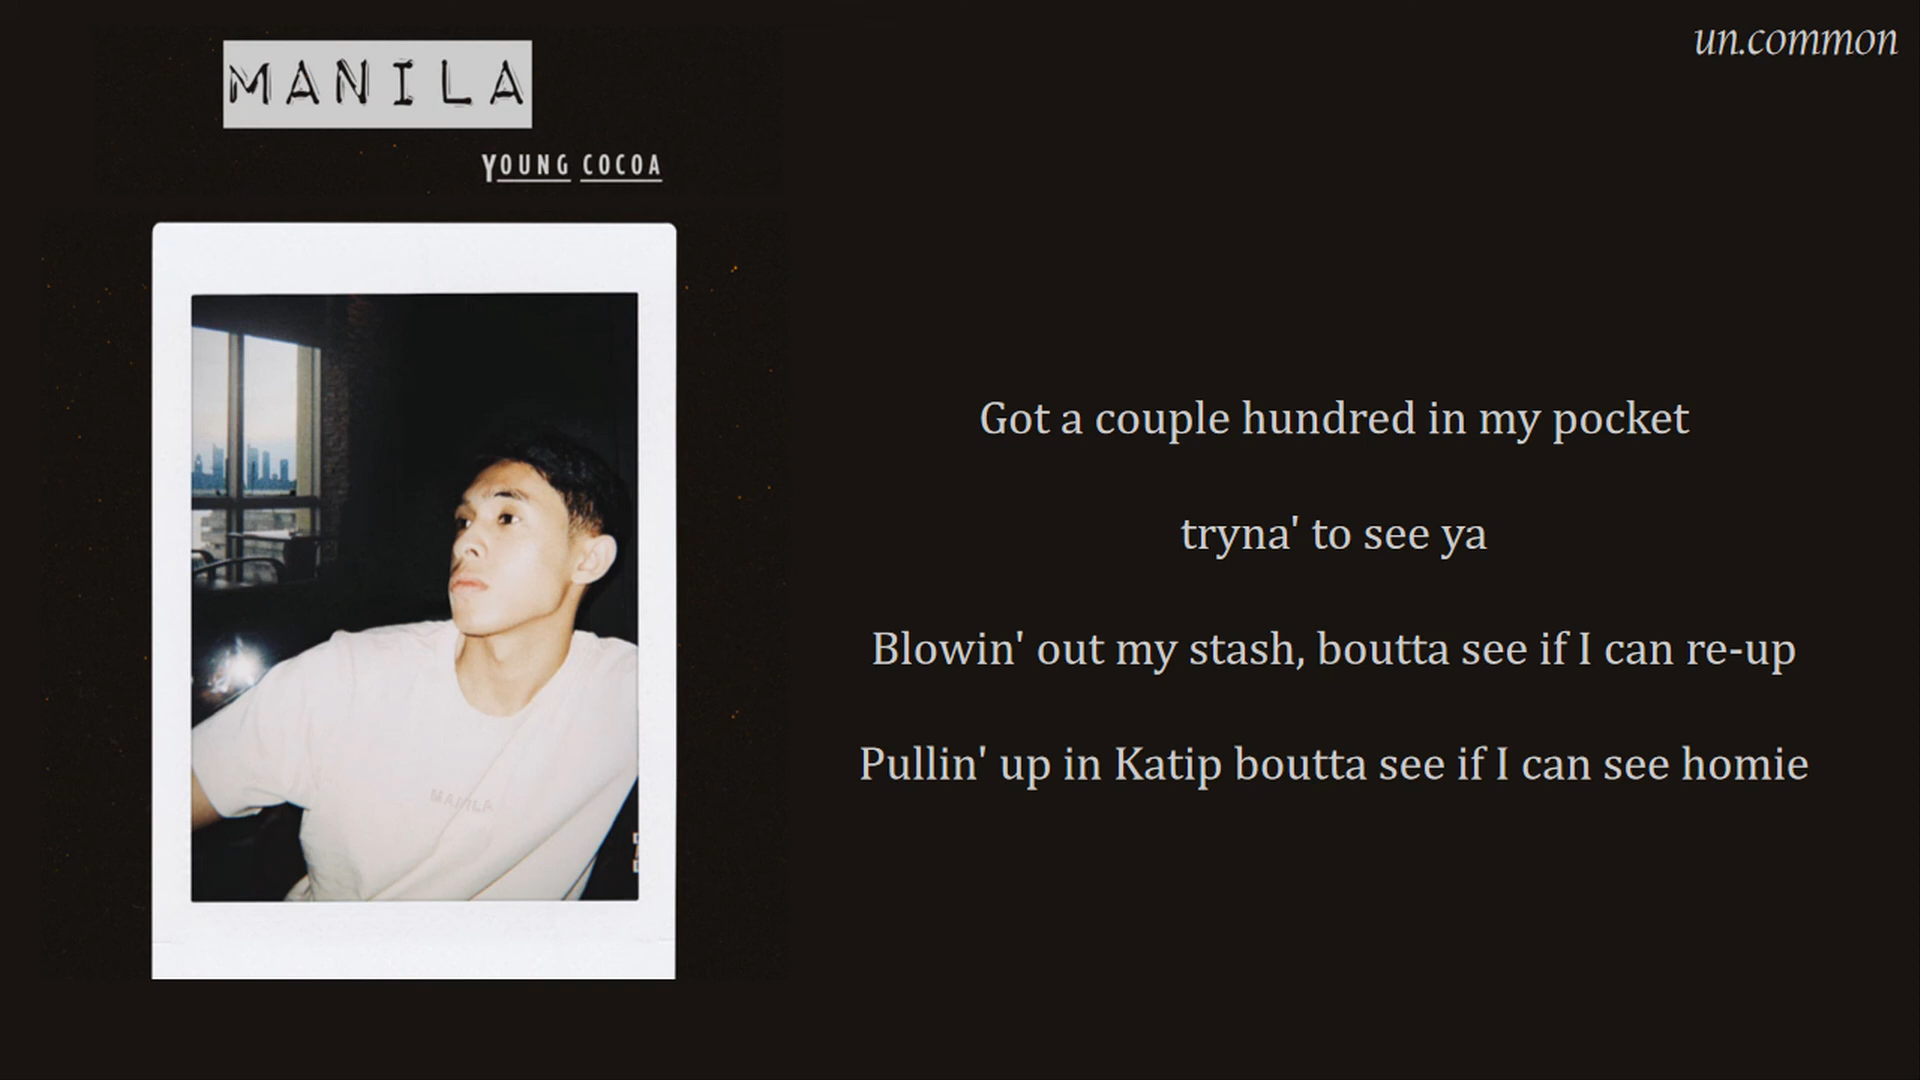 MANILA
YOUNG COCOA
un.common
MANILA
Got a couple hundred in my pocket
tryna' to see ya
Blowin' out my stash, boutta see if I can re-up
Pullin' up in Katip boutta see if I can see homie